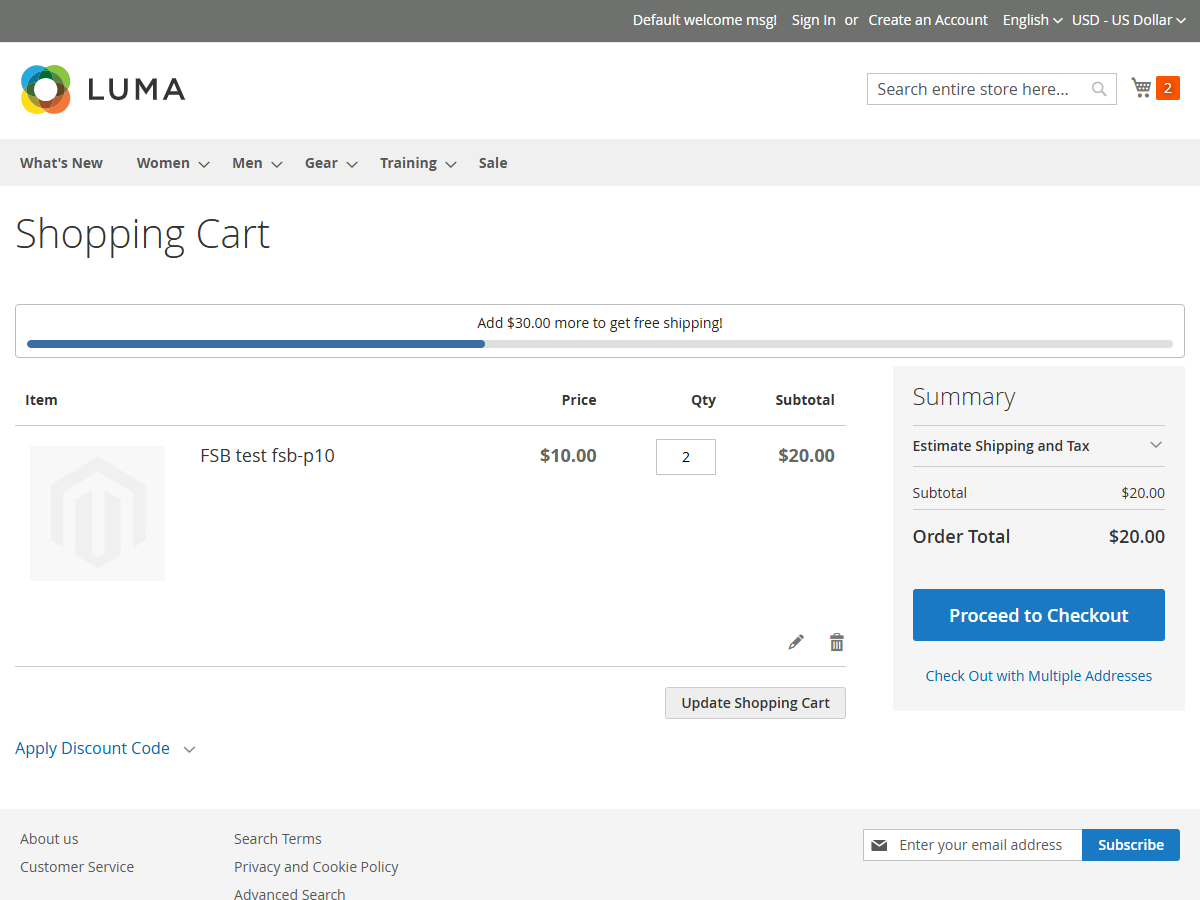 Default welcome msg! Sign In or Create an Account English USD - US Dollar
LUMA
Search entire store here...
2
What's New Women Men Gear Training Sale
Shopping Cart
Add $30.00 more to get free shipping!
Item Price Qty Subtotal
FSB test fsb-p10 $10.00 2 $20.00
Update Shopping Cart
Apply Discount Code
Summary
Estimate Shipping and Tax
Subtotal $20.00
Order Total $20.00
Proceed to Checkout
Check Out with Multiple Addresses
About us
Customer Service
Search Terms
Privacy and Cookie Policy
Advanced Search
Enter your email address Subscribe